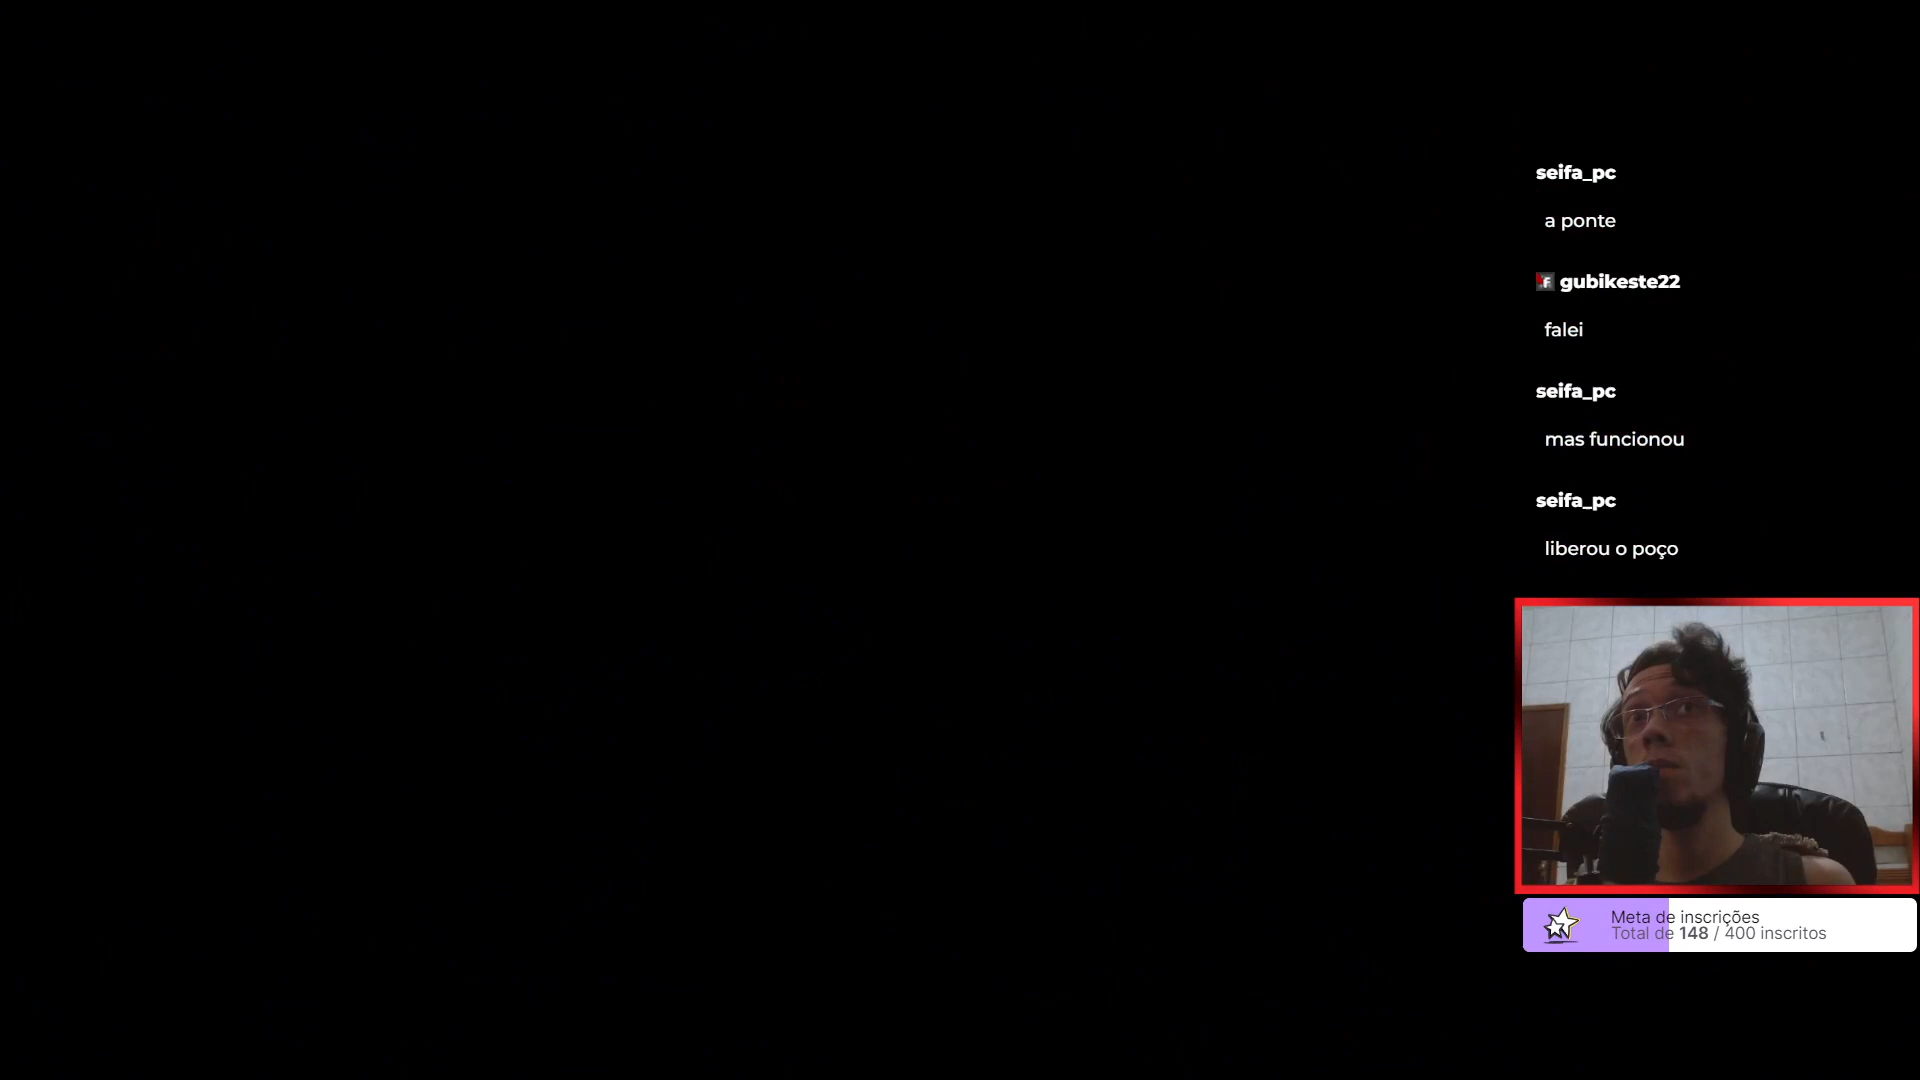 seifa_pc
a ponte
gubikeste22
falei
seifa_pc
mas funcionou
seifa_pc
liberou o poço
Meta de inscrições
Total de 148 / 400 inscritos